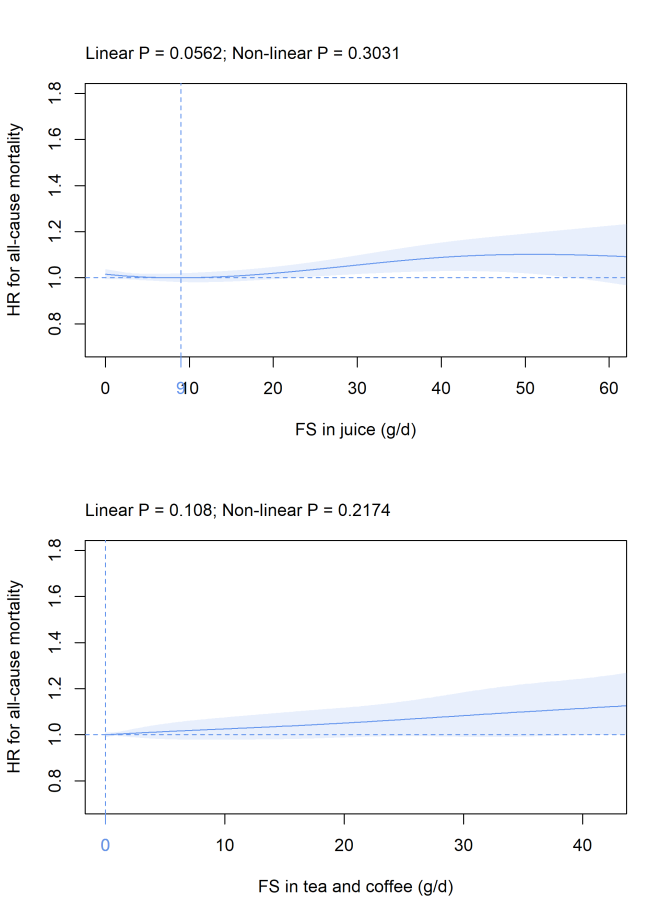 Linear P = 0.0562; Non-linear P = 0.3031
HR for all-cause mortality
1.8
1.6
1.4
1.2
1.0
0.8
0 9 10 20 30 40 50 60
FS in juice (g/d)
Linear P = 0.108; Non-linear P = 0.2174
HR for all-cause mortality
1.8
1.6
1.4
1.2
1.0
0.8
0 10 20 30 40
FS in tea and coffee (g/d)